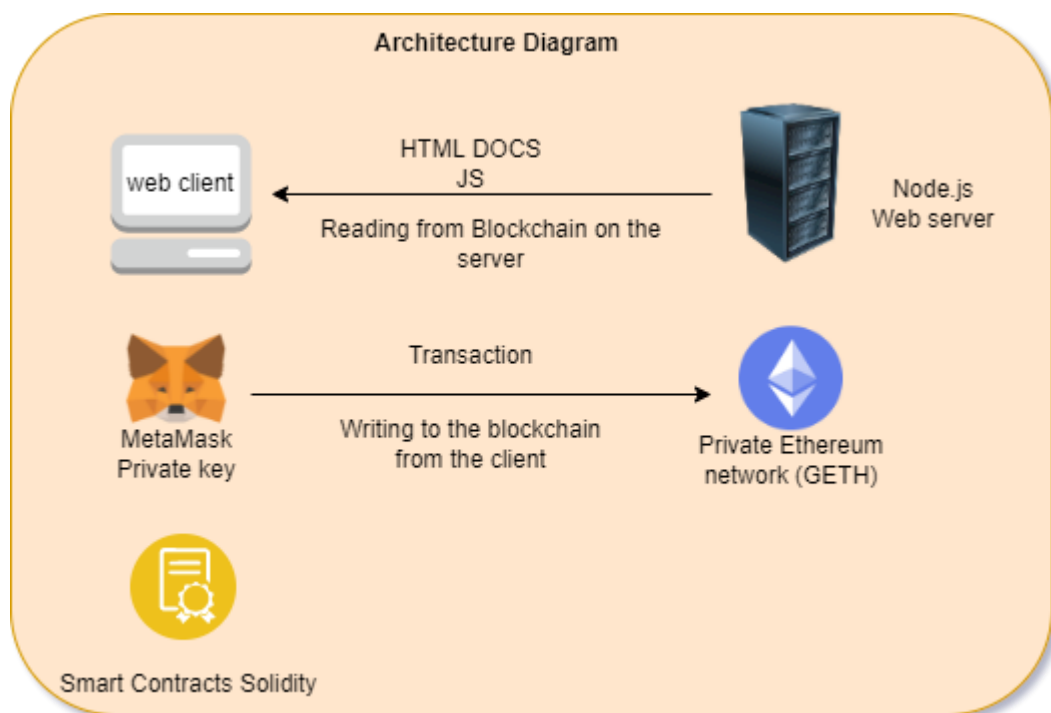 Architecture Diagram
web client
HTML DOCS
JS
Reading from Blockchain on the
server
Node.js
Web server
MetaMask
Private key
Transaction
Writing to the blockchain
from the client
Private Ethereum
network (GETH)
Smart Contracts Solidity